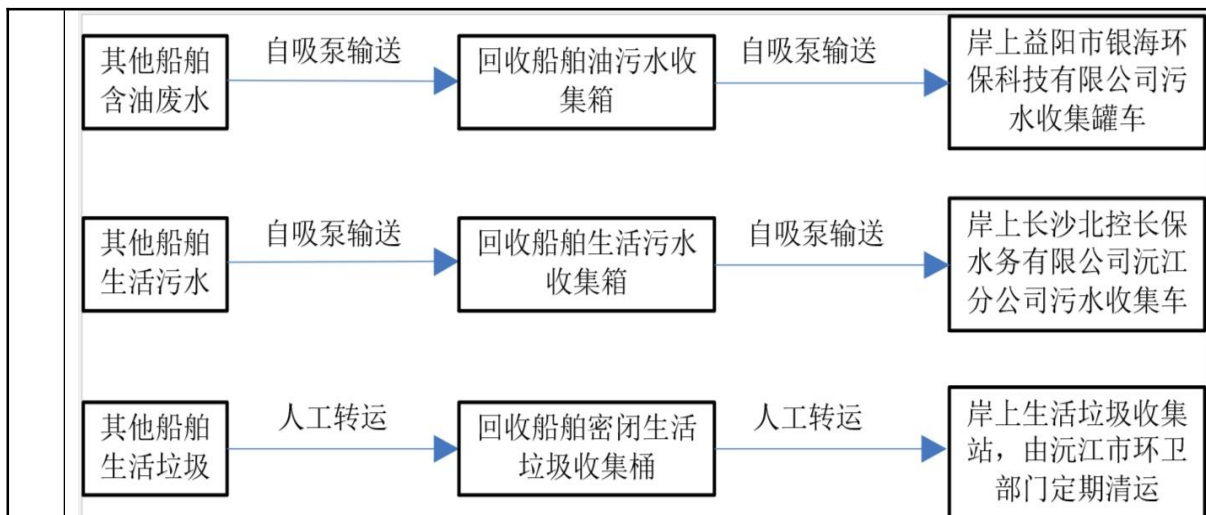 其他船舶
含油废水
自吸泵输送
回收船舶油污水收
集箱
自吸泵输送
岸上益阳市银海环
保科技有限公司污
水收集罐车
其他船舶
生活污水
自吸泵输送
回收船舶生活污水
收集箱
自吸泵输送
岸上长沙北控长保
水务有限公司沅江
分公司污水收集车
其他船舶
生活垃圾
人工转运
回收船舶密闭生活
垃圾收集桶
人工转运
岸上生活垃圾收集
站，由沅江市环卫
部门定期清运